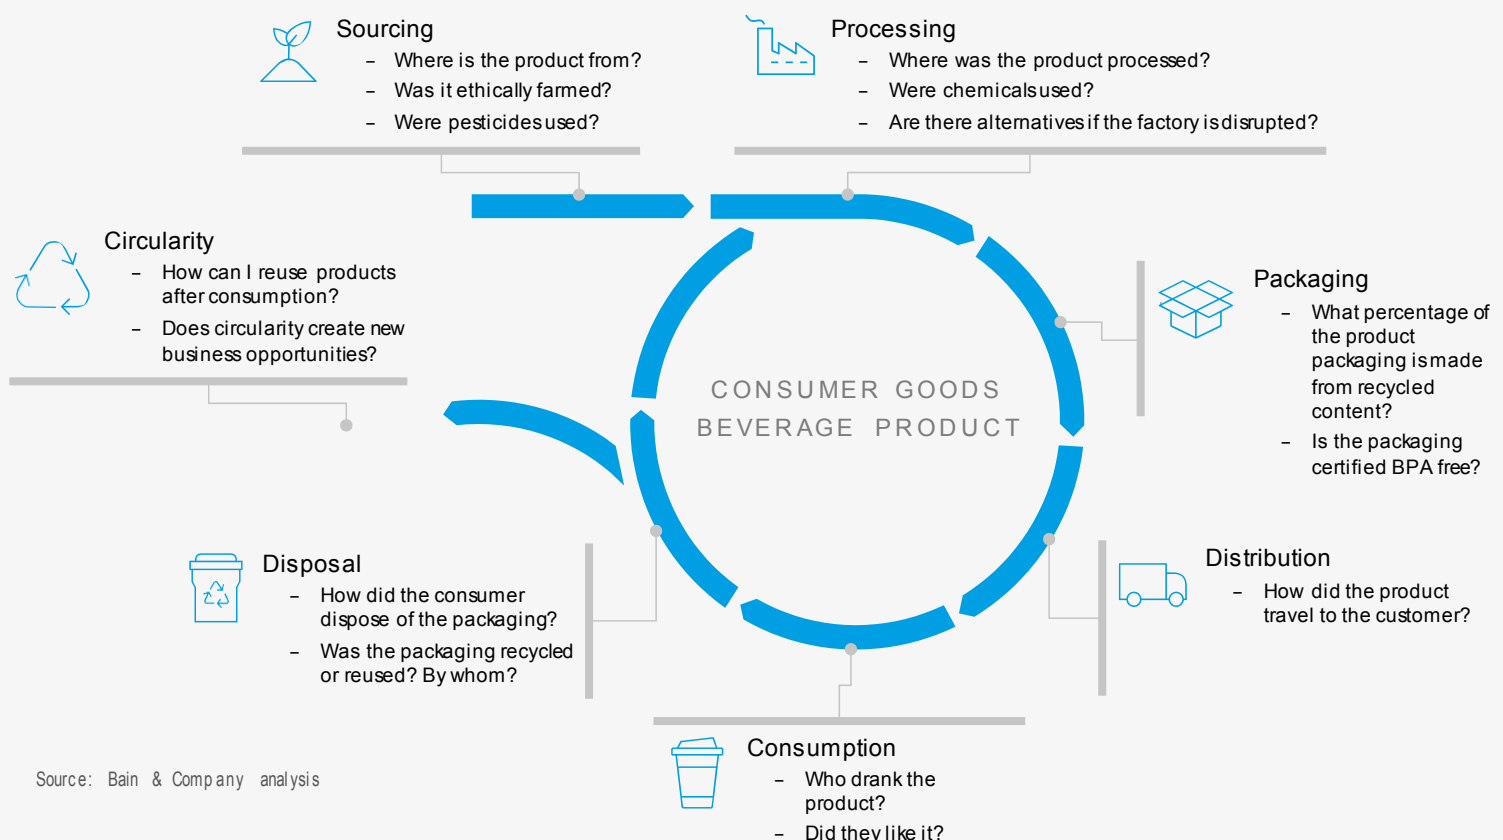 Sourcing
– Where is the product from?
– Was it ethically farmed?
– Were pesticides used?
Processing
– Where was the product processed?
– Were chemicals used?
– Are there alternatives if the factory is disrupted?
Circularity
– How can I reuse products
after consumption?
– Does circularity create new
business opportunities?
Packaging
– What percentage of
the product
packaging is made
from recycled
content?
– Is the packaging
certified BPA free?
CONSUMER GOODS
BEVERAGE PRODUCT
Disposal
– How did the consumer
dispose of the packaging?
– Was the packaging recycled
or reused? By whom?
Distribution
– How did the product
travel to the customer?
Consumption
– Who drank the
product?
– Did they like it?
Source: Bain & Company analysis